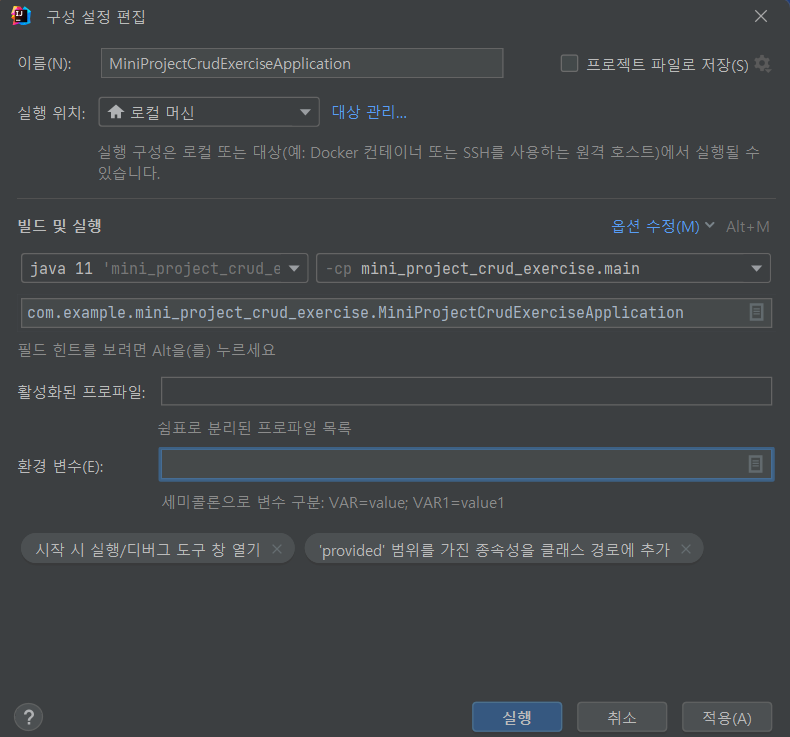 구성 설정 편집
이름(N): MiniProjectCrudExerciseApplication 프로젝트 파일로 저장(S)
실행 위치: 로컬 머신 대상 관리...
실행 구성은 로컬 또는 대상(예: Docker 컨테이너 또는 SSH를 사용하는 원격 호스트)에서 실행될 수
있습니다.
빌드 및 실행 옵션 수정(M) Alt+M
java 11 'mini_project_crud_e -cp mini_project_crud_exercise.main
com.example.mini_project_crud_exercise.MiniProjectCrudExerciseApplication
필드 힌트를 보려면 Alt을(를) 누르세요
활성화된 프로파일:
쉼표로 분리된 프로파일 목록
환경 변수(E):
세미콜론으로 변수 구분: VAR=value; VAR1=value1
시작 시 실행/디버그 도구 창 열기 'provided' 범위를 가진 종속성을 클래스 경로에 추가
? 실행 취소 적용(A)